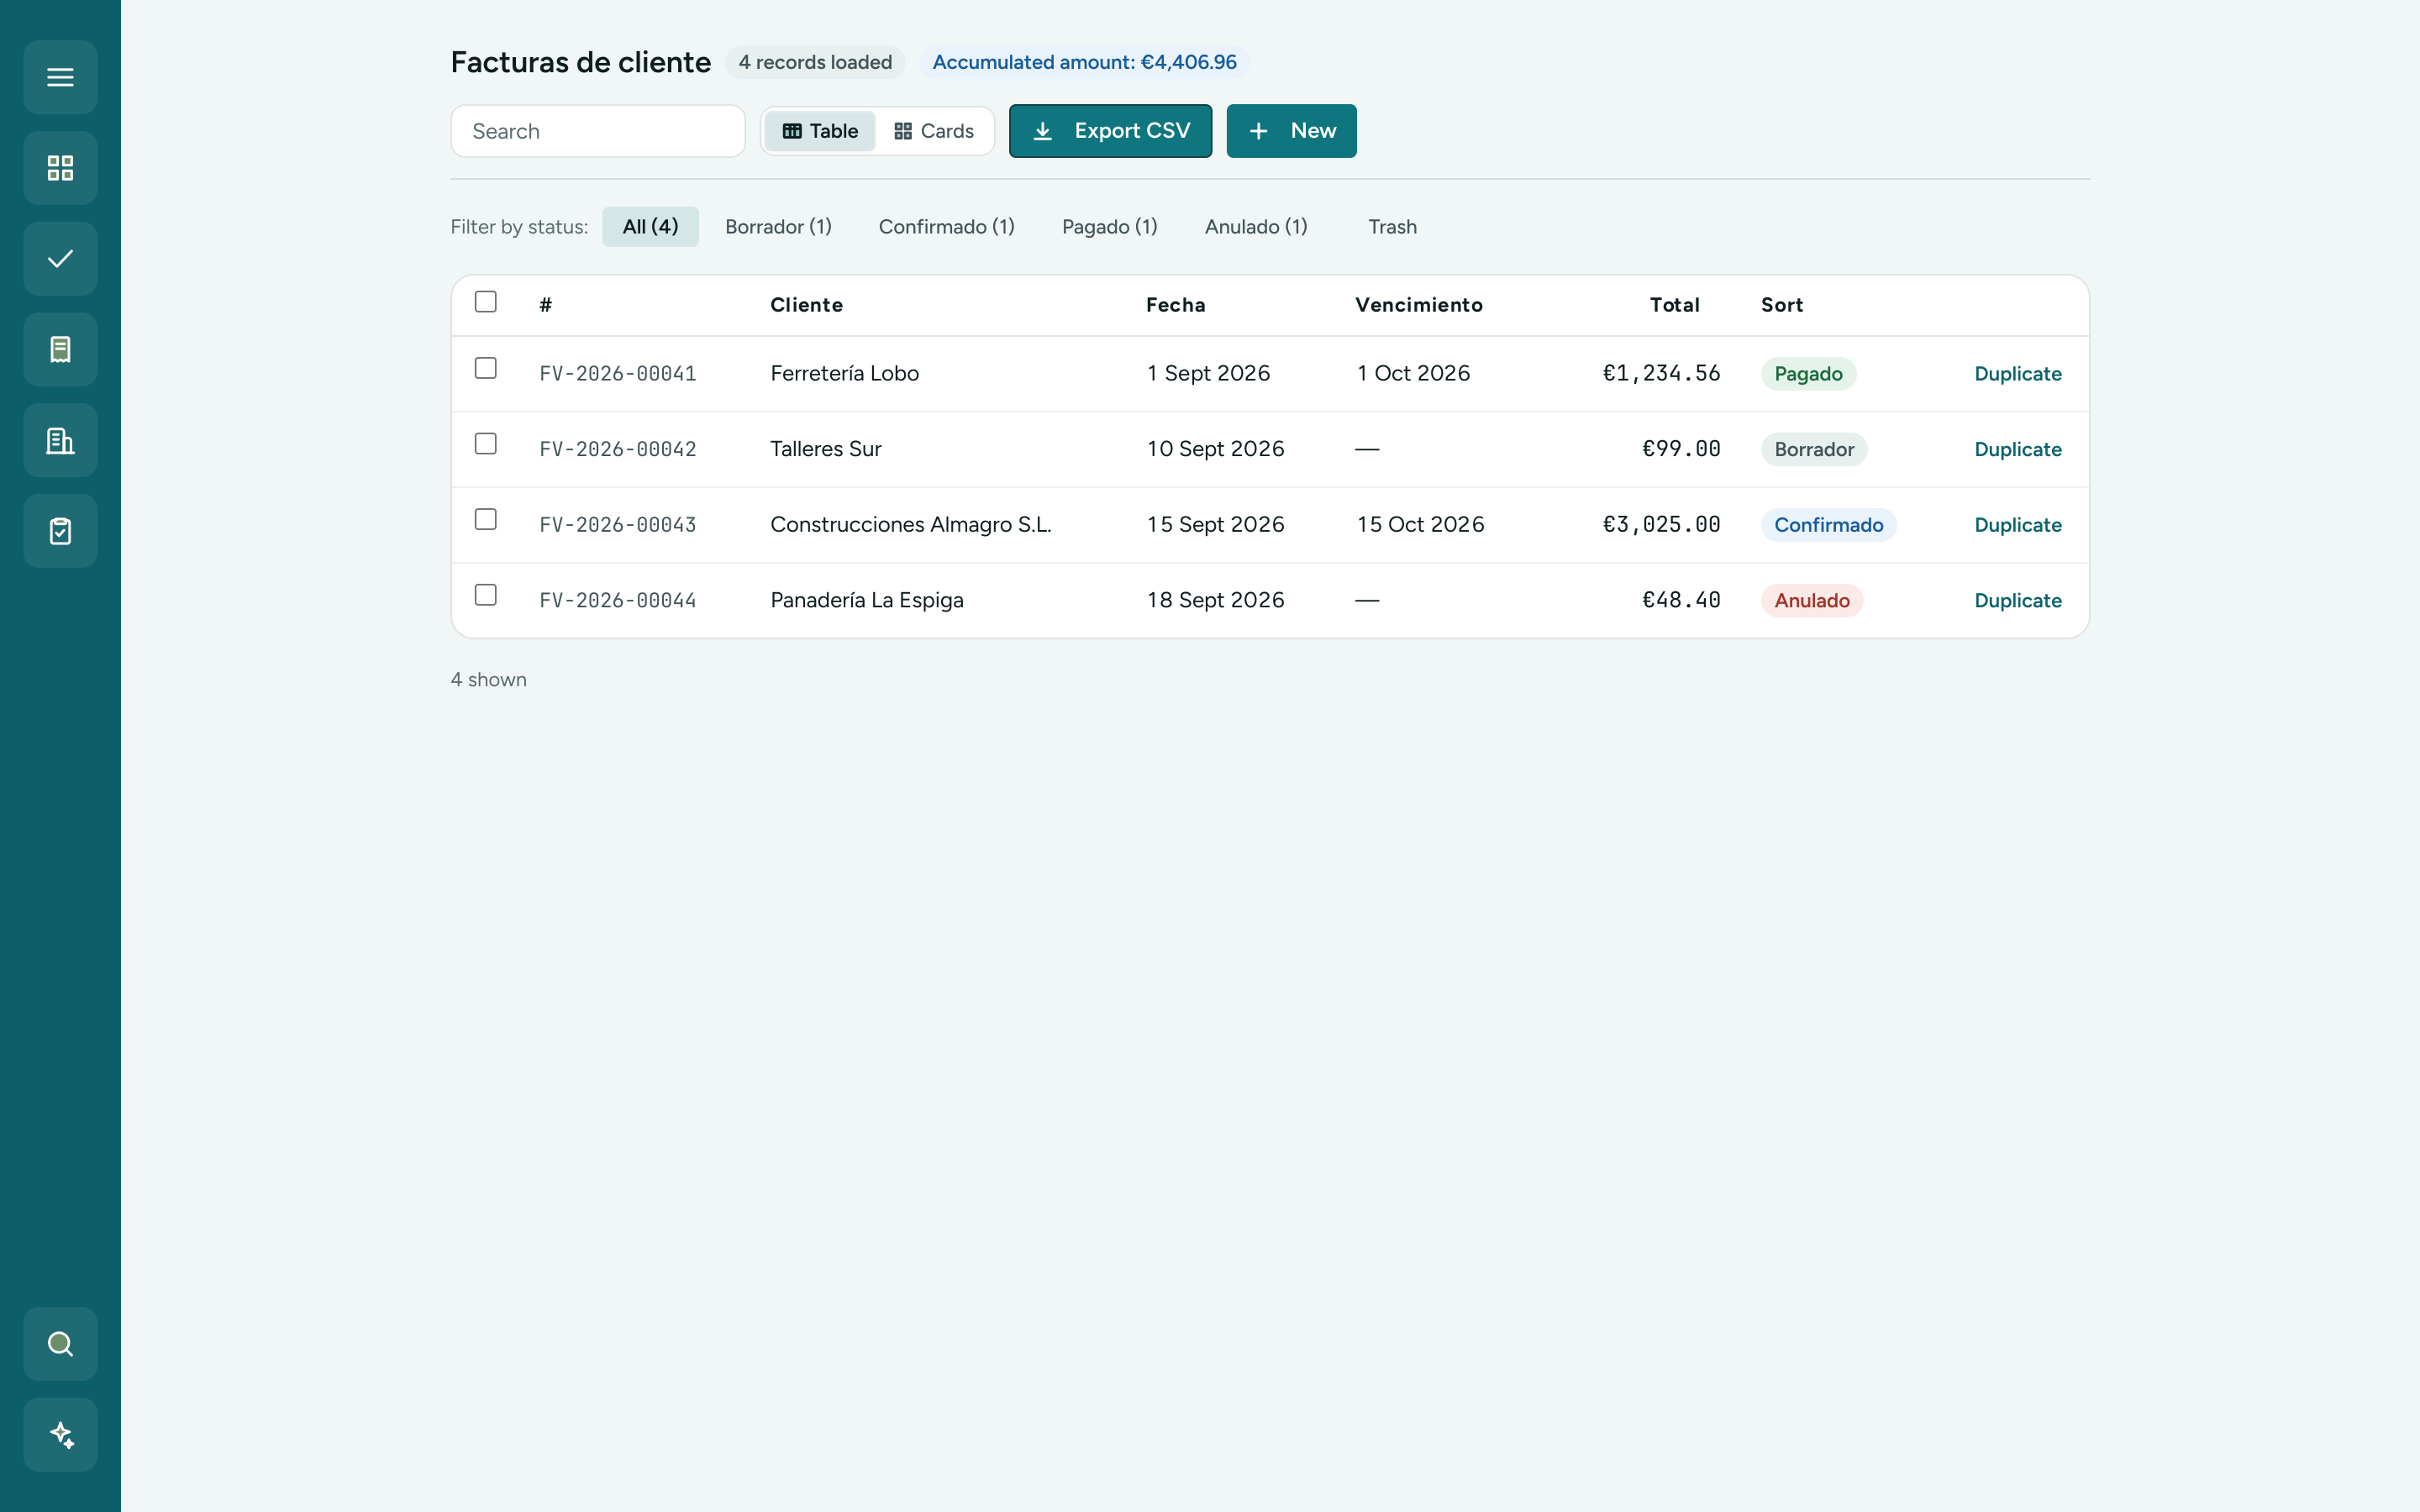 Facturas de cliente 4 records loaded Accumulated amount: €4,406.96
Search Table Cards Export CSV New
Filter by status: All (4) Borrador (1) Confirmado (1) Pagado (1) Anulado (1) Trash
# Cliente Fecha Vencimiento Total Sort
FV-2026-00041 Ferretería Lobo 1 Sept 2026 1 Oct 2026 €1,234.56 Pagado Duplicate
FV-2026-00042 Talleres Sur 10 Sept 2026 — €99.00 Borrador Duplicate
FV-2026-00043 Construcciones Almagro S.L. 15 Sept 2026 15 Oct 2026 €3,025.00 Confirmado Duplicate
FV-2026-00044 Panadería La Espiga 18 Sept 2026 — €48.40 Anulado Duplicate
4 shown